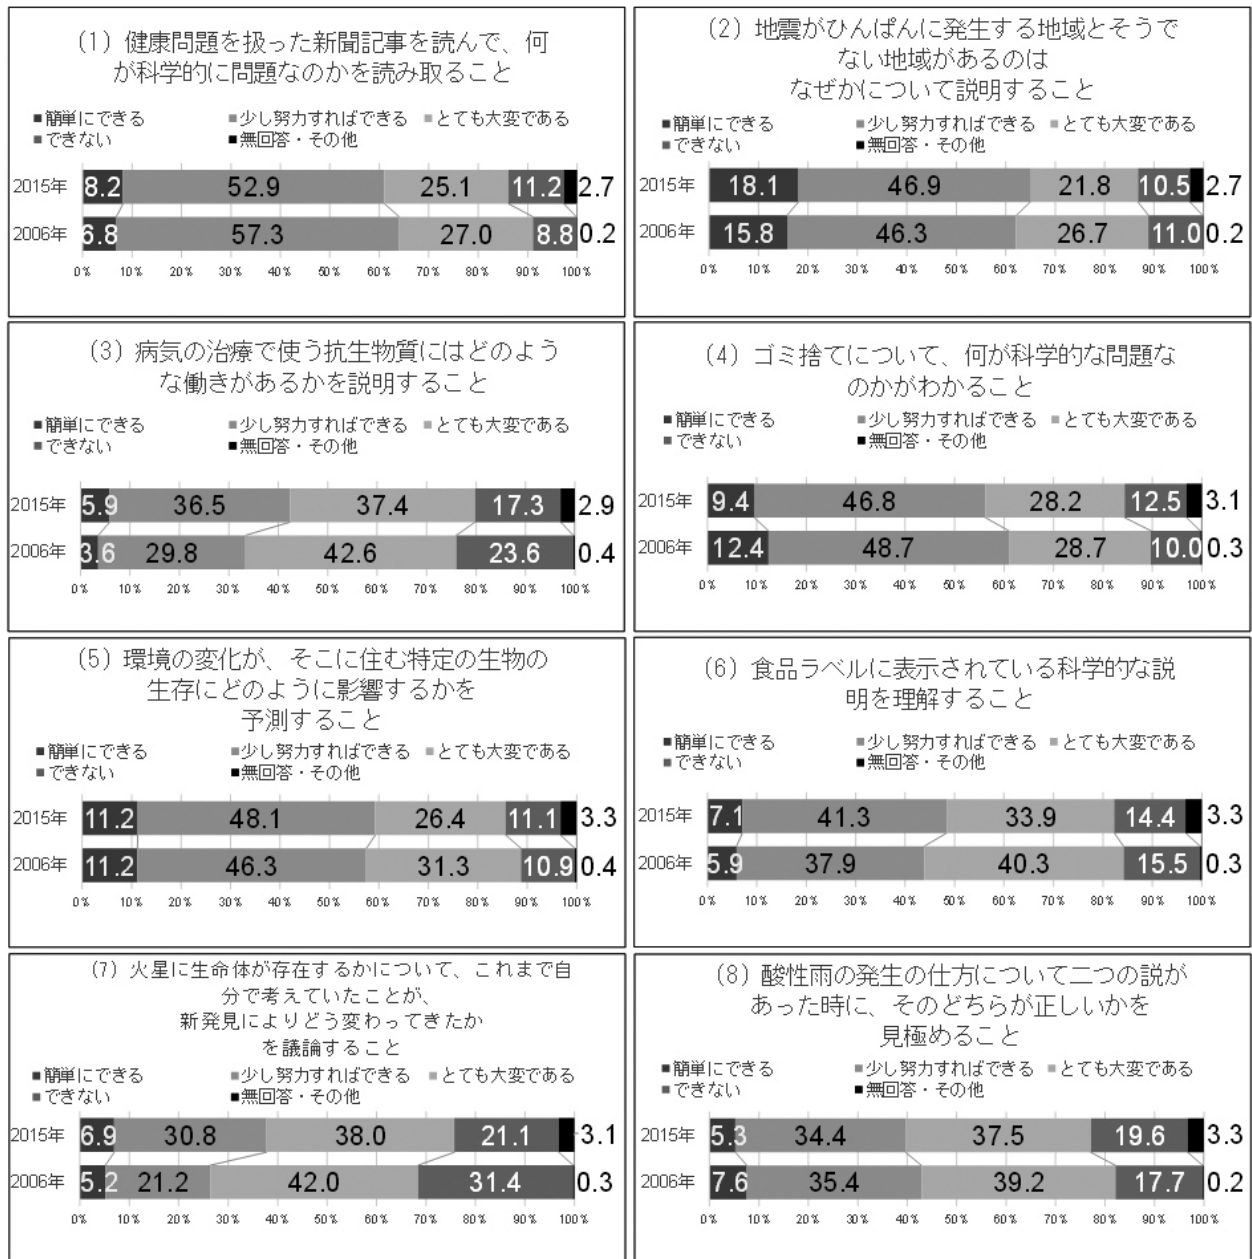 (1) 健康問題を扱った新聞記事を読んで、何
が科学的に問題なのかを読み取ること
■簡単にできる ■少し努力すればできる ■とても大変である
■できない ■無回答・その他
2015年 8.2 52.9 25.1 11.2 2.7
2006年 6.8 57.3 27.0 8.8 0.2
0% 10% 20% 30% 40% 50% 60% 70% 80% 90% 100%
(2) 地震がひんぱんに発生する地域とそうで
ない地域があるのは
なぜかについて説明すること
■簡単にできる ■少し努力すればできる ■とても大変である
■できない ■無回答・その他
2015年 18.1 46.9 21.8 10.5 2.7
2006年 15.8 46.3 26.7 11.0 0.2
0% 10% 20% 30% 40% 50% 60% 70% 80% 90% 100%
(3) 病気の治療で使う抗生物質にはどのよう
な働きがあるかを説明すること
■簡単にできる ■少し努力すればできる ■とても大変である
■できない ■無回答・その他
2015年 5.9 36.5 37.4 17.3 2.9
2006年 3.6 29.8 42.6 23.6 0.4
0% 10% 20% 30% 40% 50% 60% 70% 80% 90% 100%
(4) ゴミ捨てについて、何が科学的な問題な
のかがわかること
■簡単にできる ■少し努力すればできる ■とても大変である
■できない ■無回答・その他
2015年 9.4 46.8 28.2 12.5 3.1
2006年 12.4 48.7 28.7 10.0 0.3
0% 10% 20% 30% 40% 50% 60% 70% 80% 90% 100%
(5) 環境の変化が、そこに住む特定の生物の
生存にどのように影響するかを
予測すること
■簡単にできる ■少し努力すればできる ■とても大変である
■できない ■無回答・その他
2015年 11.2 48.1 26.4 11.1 3.3
2006年 11.2 46.3 31.3 10.9 0.4
0% 10% 20% 30% 40% 50% 60% 70% 80% 90% 100%
(6) 食品ラベルに表示されている科学的な説
明を理解すること
■簡単にできる ■少し努力すればできる ■とても大変である
■できない ■無回答・その他
2015年 7.1 41.3 33.9 14.4 3.3
2006年 5.9 37.9 40.3 15.5 0.3
0% 10% 20% 30% 40% 50% 60% 70% 80% 90% 100%
(7) 火星に生命体が存在するかについて、これまで自
分で考えていたことが、
新発見によりどう変わってきたか
を議論すること
■簡単にできる ■少し努力すればできる ■とても大変である
■できない ■無回答・その他
2015年 6.9 30.8 38.0 21.1 3.1
2006年 5.2 21.2 42.0 31.4 0.3
0% 10% 20% 30% 40% 50% 60% 70% 80% 90% 100%
(8) 酸性雨の発生の仕方について二つの説が
あった時に、そのどちらが正しいかを
見極めること
■簡単にできる ■少し努力すればできる ■とても大変である
■できない ■無回答・その他
2015年 5.3 34.4 37.5 19.6 3.3
2006年 7.6 35.4 39.2 17.7 0.2
0% 10% 20% 30% 40% 50% 60% 70% 80% 90% 100%